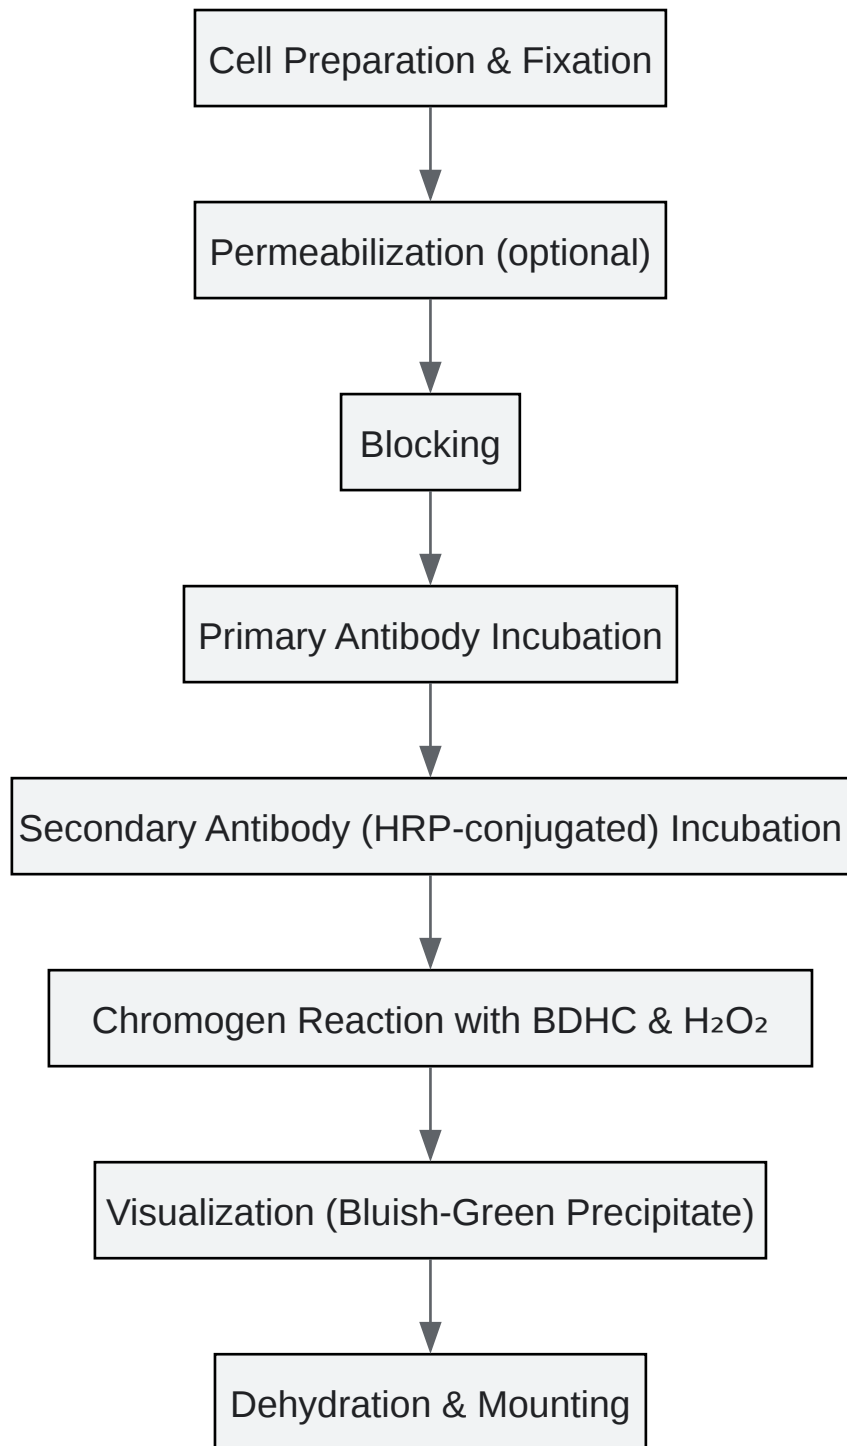 Cell Preparation & Fixation
Permeabilization (optional)
Blocking
Primary Antibody Incubation
Secondary Antibody (HRP-conjugated) Incubation
Chromogen Reaction with BDHC & H₂O₂
Visualization (Bluish-Green Precipitate)
Dehydration & Mounting